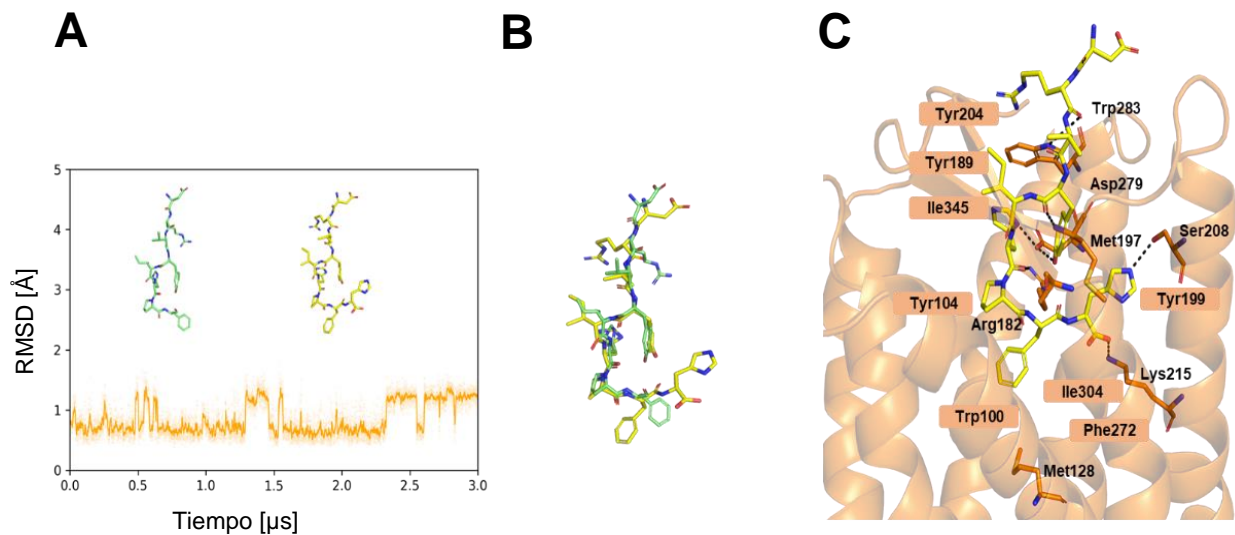 A
B
C
RMSD [Å]
5
4
3
2
1
0
0.0 0.5 1.0 1.5 2.0 2.5 3.0
Tiempo [µs]
Tyr204
Trp283
Tyr189
Asp279
Ile345
Met197
Ser208
Tyr104
Arg182
Tyr199
Lys215
Ile304
Trp100
Phe272
Met128